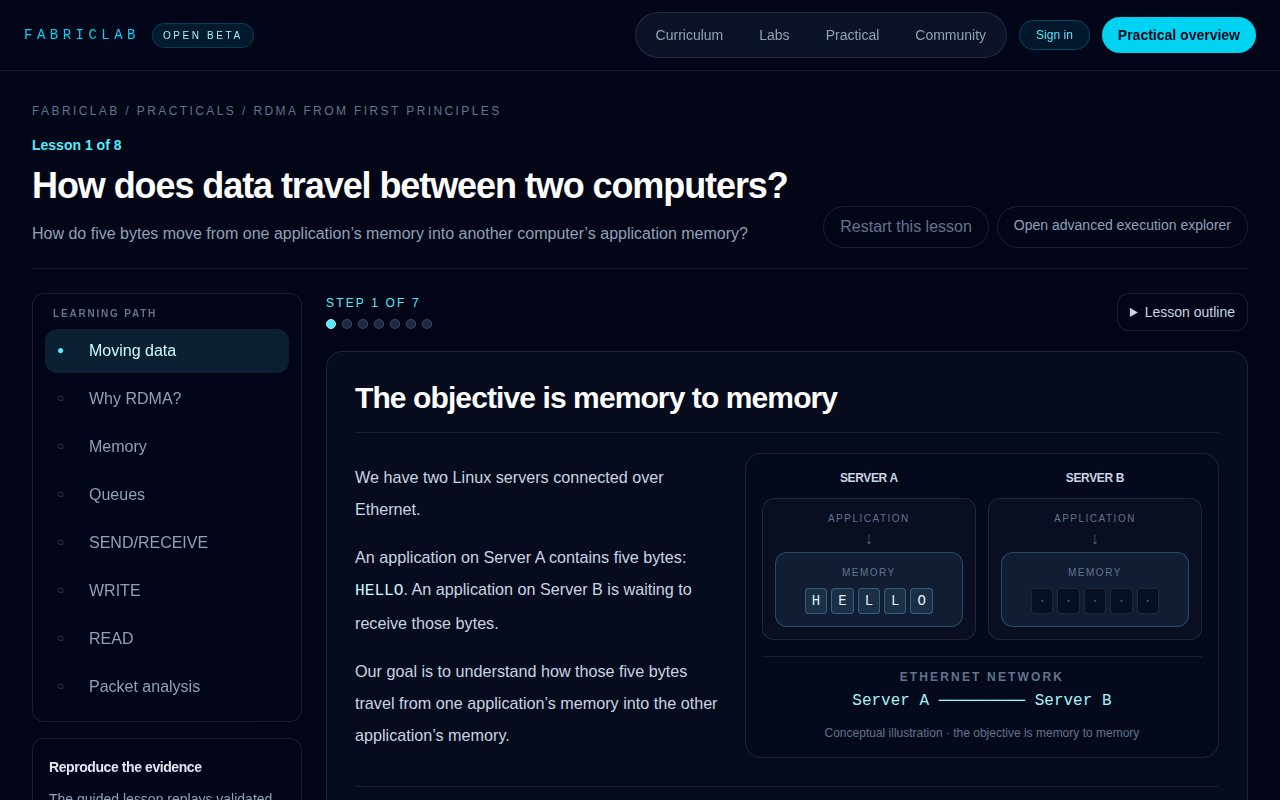 FABRICLAB OPEN BETA Curriculum Labs Practical Community Sign in Practical overview
FABRICLAB / PRACTICALS / RDMA FROM FIRST PRINCIPLES
Lesson 1 of 8
How does data travel between two computers?
How do five bytes move from one application’s memory into another computer’s application memory?
Restart this lesson
Open advanced execution explorer
LEARNING PATH
Moving data
Why RDMA?
Memory
Queues
SEND/RECEIVE
WRITE
READ
Packet analysis
Reproduce the evidence
The guided lesson replays validated
STEP 1 OF 7
Lesson outline
The objective is memory to memory
We have two Linux servers connected over
Ethernet.
An application on Server A contains five bytes:
HELLO. An application on Server B is waiting to
receive those bytes.
Our goal is to understand how those five bytes
travel from one application’s memory into the other
application’s memory.
SERVER A
APPLICATION
↓
MEMORY
H E L L O
SERVER B
APPLICATION
↓
MEMORY
· · · · ·
ETHERNET NETWORK
Server A ───────── Server B
Conceptual illustration · the objective is memory to memory